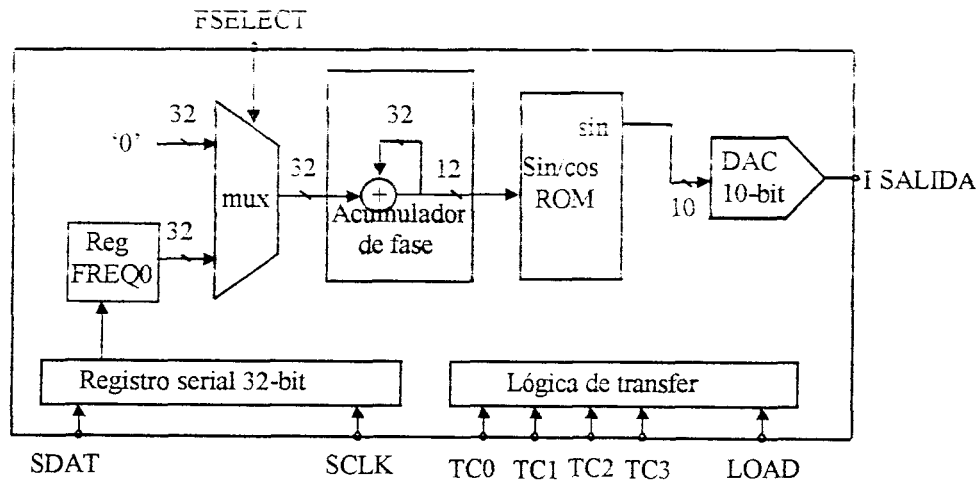 FSELECT
32
'0'
mux
32
Reg
FREQ0
32
32
Acumulador
de fase
12
Sin/cos
ROM
sin
10
DAC
10-bit
I SALIDA
Registro serial 32-bit
Lógica de transfer
SDAT
SCLK
TC0
TC1
TC2
TC3
LOAD